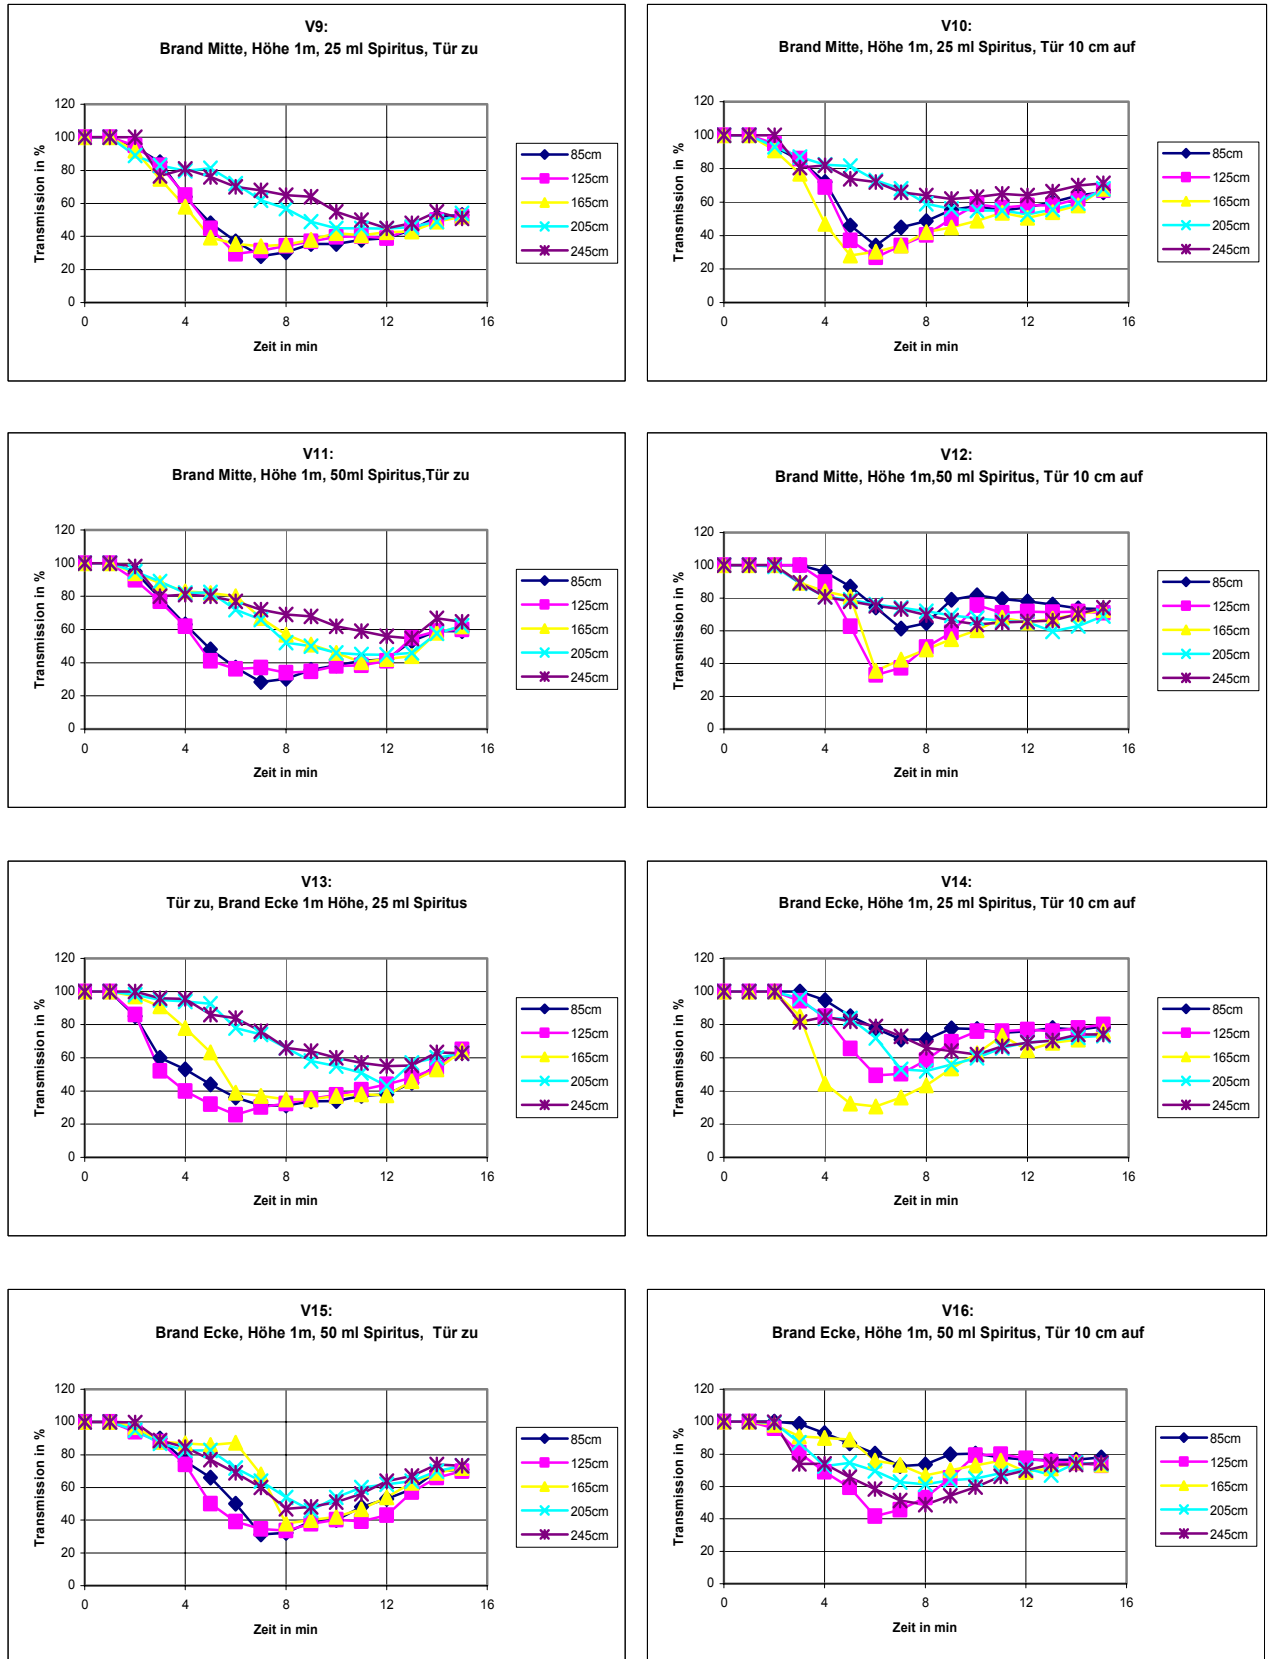 V9:
Brand Mitte, Höhe 1m, 25 ml Spiritus, Tür zu
Transmission in %
120
100
80
60
40
20
0
0 4 8 12 16
Zeit in min
85cm
125cm
165cm
205cm
245cm
V10:
Brand Mitte, Höhe 1m, 25 ml Spiritus, Tür 10 cm auf
Transmission in %
120
100
80
60
40
20
0
0 4 8 12 16
Zeit in min
85cm
125cm
165cm
205cm
245cm
V11:
Brand Mitte, Höhe 1m, 50ml Spiritus,Tür zu
Transmission in %
120
100
80
60
40
20
0
0 4 8 12 16
Zeit in min
85cm
125cm
165cm
205cm
245cm
V12:
Brand Mitte, Höhe 1m,50 ml Spiritus, Tür 10 cm auf
Transmission in %
120
100
80
60
40
20
0
0 4 8 12 16
Zeit in min
85cm
125cm
165cm
205cm
245cm
V13:
Tür zu, Brand Ecke 1m Höhe, 25 ml Spiritus
Transmission in %
120
100
80
60
40
20
0
0 4 8 12 16
Zeit in min
85cm
125cm
165cm
205cm
245cm
V14:
Brand Ecke, Höhe 1m, 25 ml Spiritus, Tür 10 cm auf
Transmission in %
120
100
80
60
40
20
0
0 4 8 12 16
Zeit in min
85cm
125cm
165cm
205cm
245cm
V15:
Brand Ecke, Höhe 1m, 50 ml Spiritus, Tür zu
Transmission in %
120
100
80
60
40
20
0
0 4 8 12 16
Zeit in min
85cm
125cm
165cm
205cm
245cm
V16:
Brand Ecke, Höhe 1m, 50 ml Spiritus, Tür 10 cm auf
Transmission in %
120
100
80
60
40
20
0
0 4 8 12 16
Zeit in min
85cm
125cm
165cm
205cm
245cm